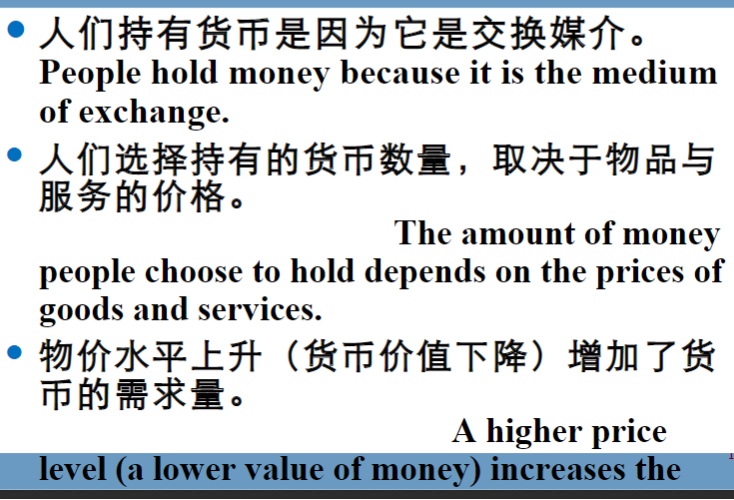 人们持有货币是因为它是交换媒介。
People hold money because it is the medium
of exchange.
人们选择持有的货币数量，取决于物品与
服务的价格。
The amount of money
people choose to hold depends on the prices of
goods and services.
物价水平上升（货币价值下降）增加了货
币的需求量。
A higher price
level (a lower value of money) increases the